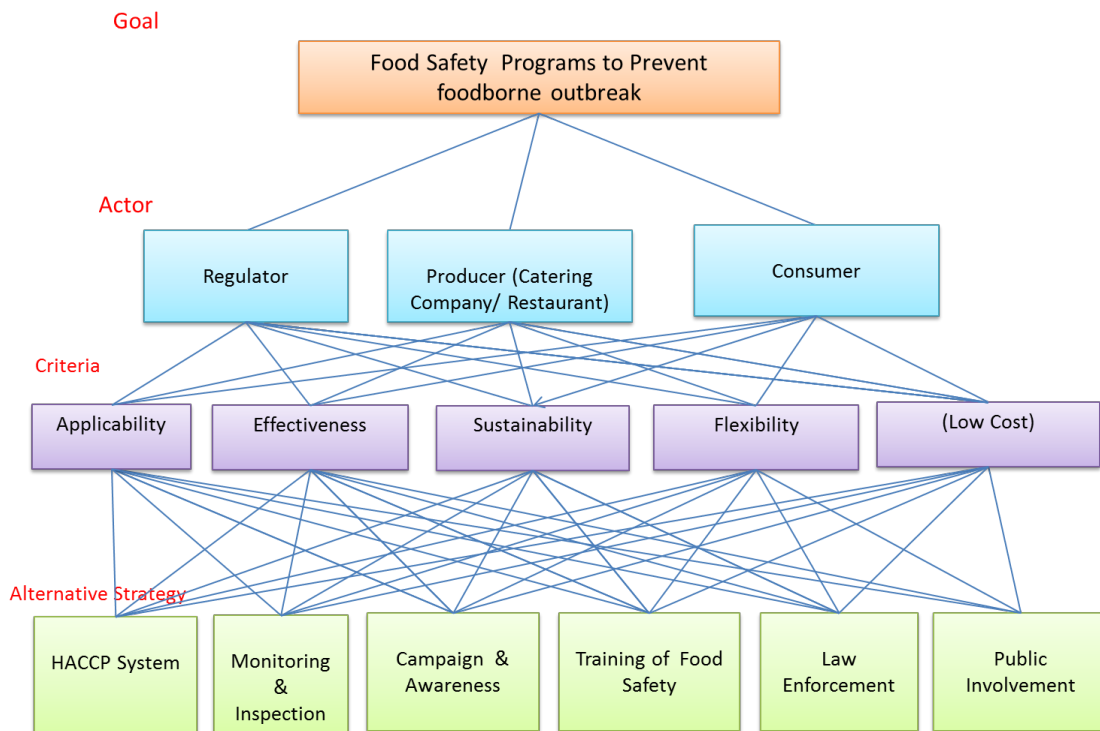 Goal
Food Safety Programs to Prevent
foodborne outbreak
Actor
Regulator
Producer (Catering
Company/ Restaurant)
Consumer
Criteria
Applicability
Effectiveness
Sustainability
Flexibility
(Low Cost)
Alternative Strategy
HACCP System
Monitoring
&
Inspection
Campaign &
Awareness
Training of Food
Safety
Law
Enforcement
Public
Involvement